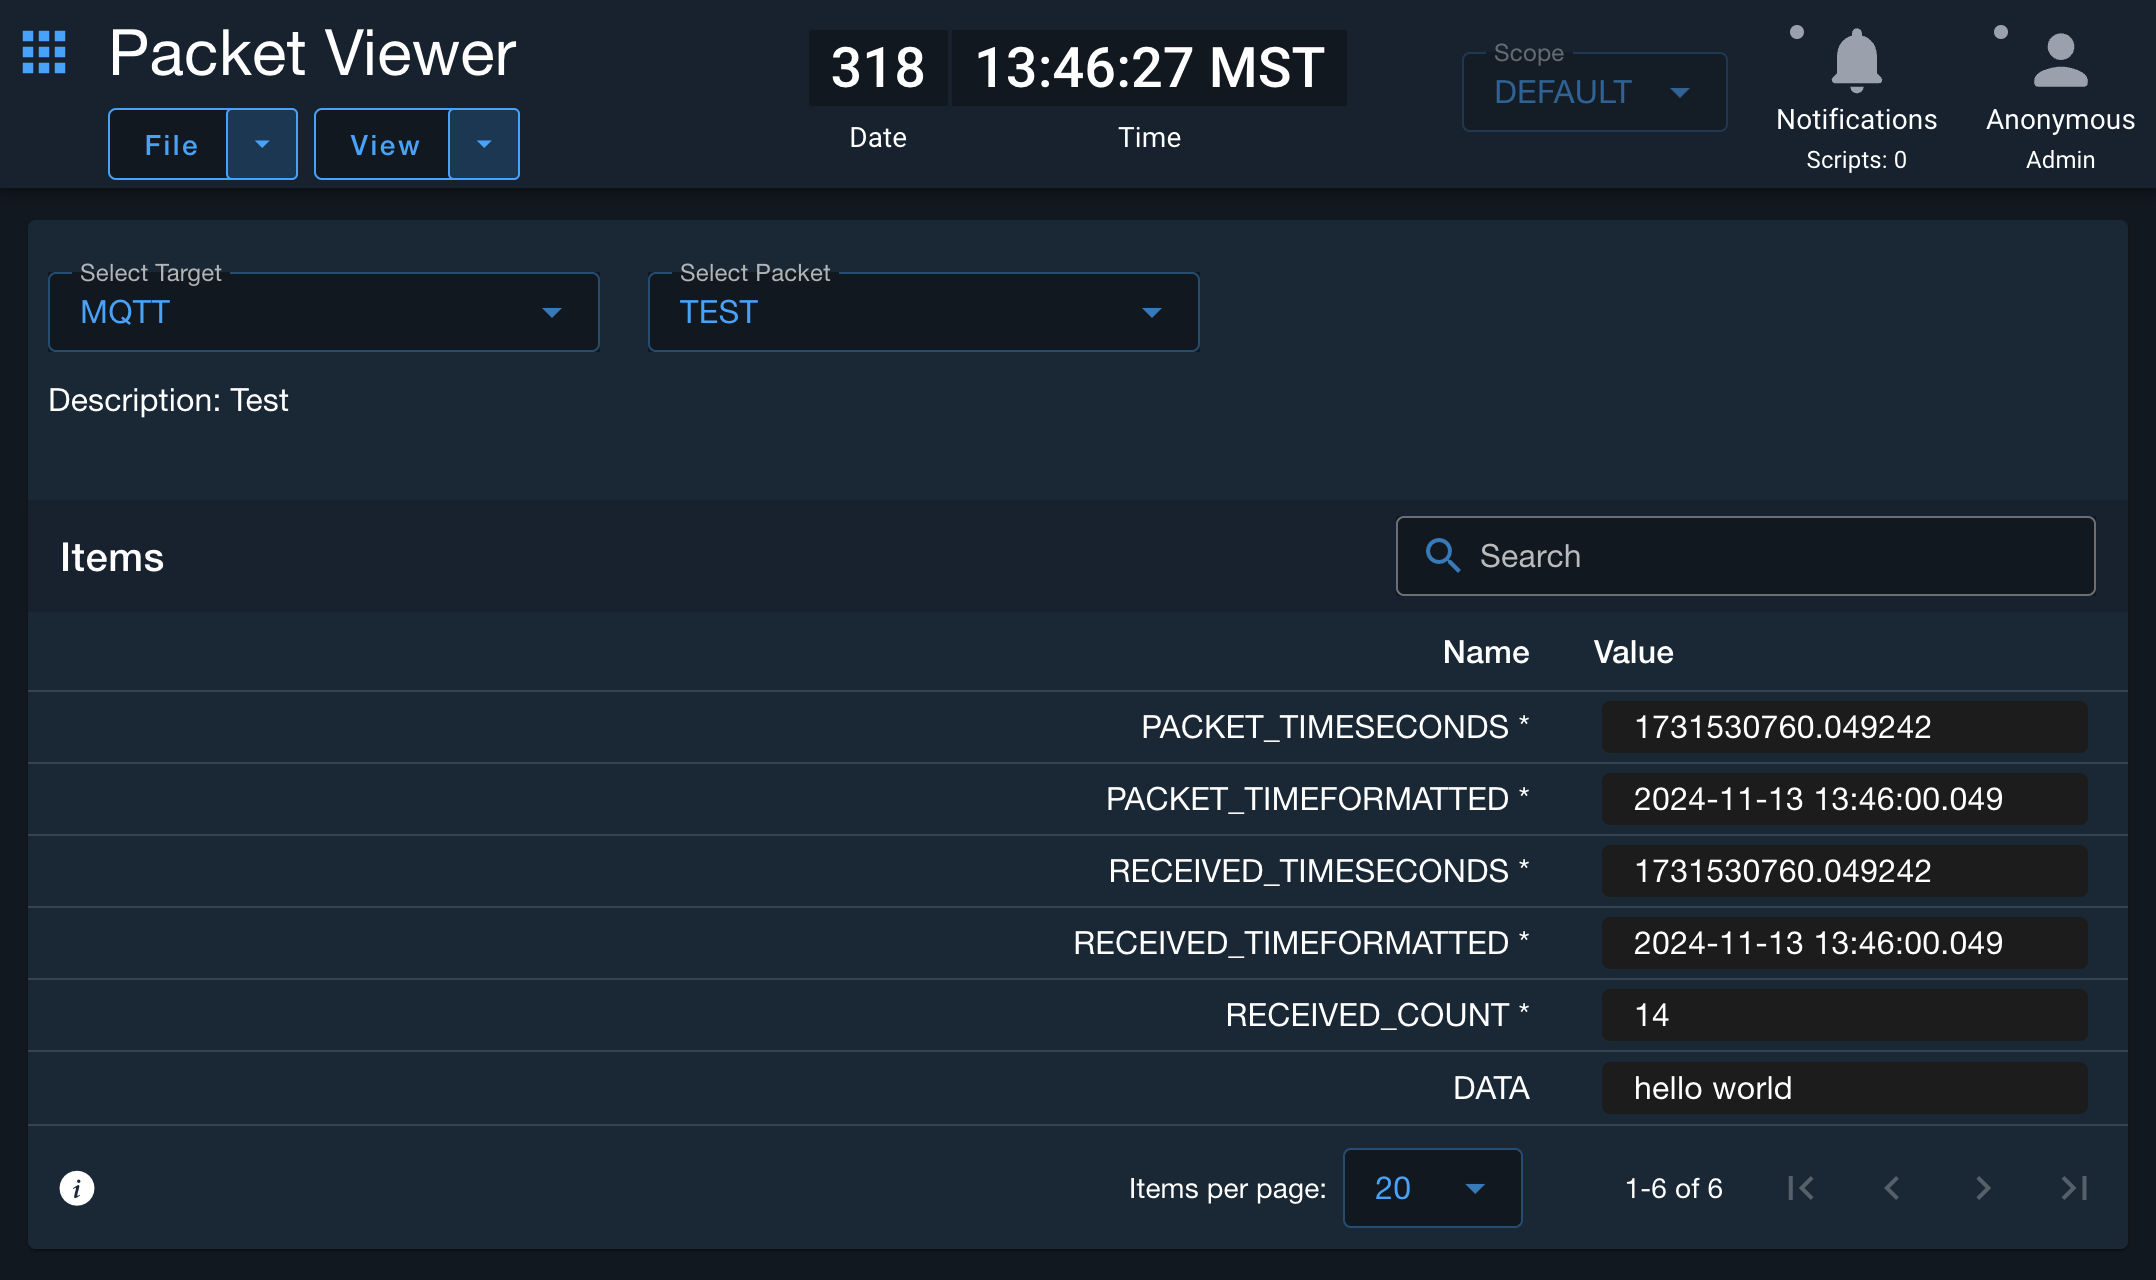 Packet Viewer
File
View
318
13:46:27 MST
Date
Time
Scope
DEFAULT
Notifications
Scripts: 0
Anonymous
Admin
Select Target
MQTT
Select Packet
TEST
Description: Test
Items
Search
Name Value
PACKET_TIMESECONDS * 1731530760.049242
PACKET_TIMEFORMATTED * 2024-11-13 13:46:00.049
RECEIVED_TIMESECONDS * 1731530760.049242
RECEIVED_TIMEFORMATTED * 2024-11-13 13:46:00.049
RECEIVED_COUNT * 14
DATA hello world
Items per page: 20 1-6 of 6